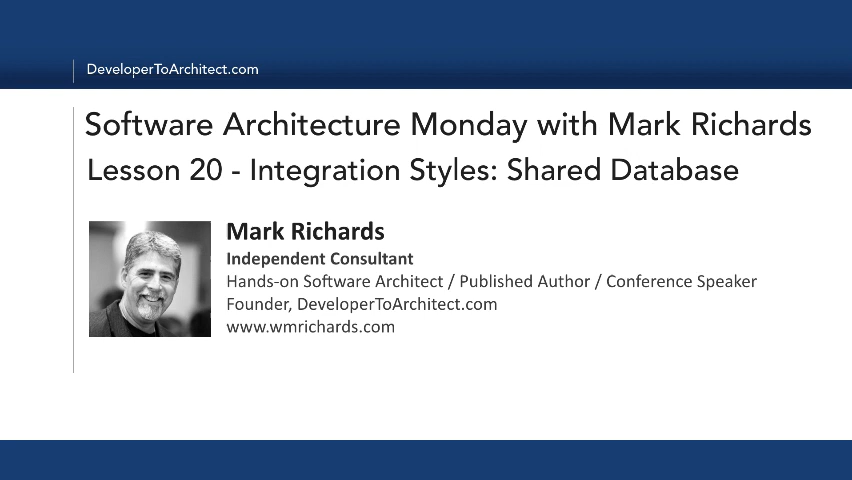 DeveloperToArchitect.com
Software Architecture Monday with Mark Richards
Lesson 20 - Integration Styles: Shared Database
Mark Richards
Independent Consultant
Hands-on Software Architect / Published Author / Conference Speaker
Founder, DeveloperToArchitect.com
www.wmrichards.com